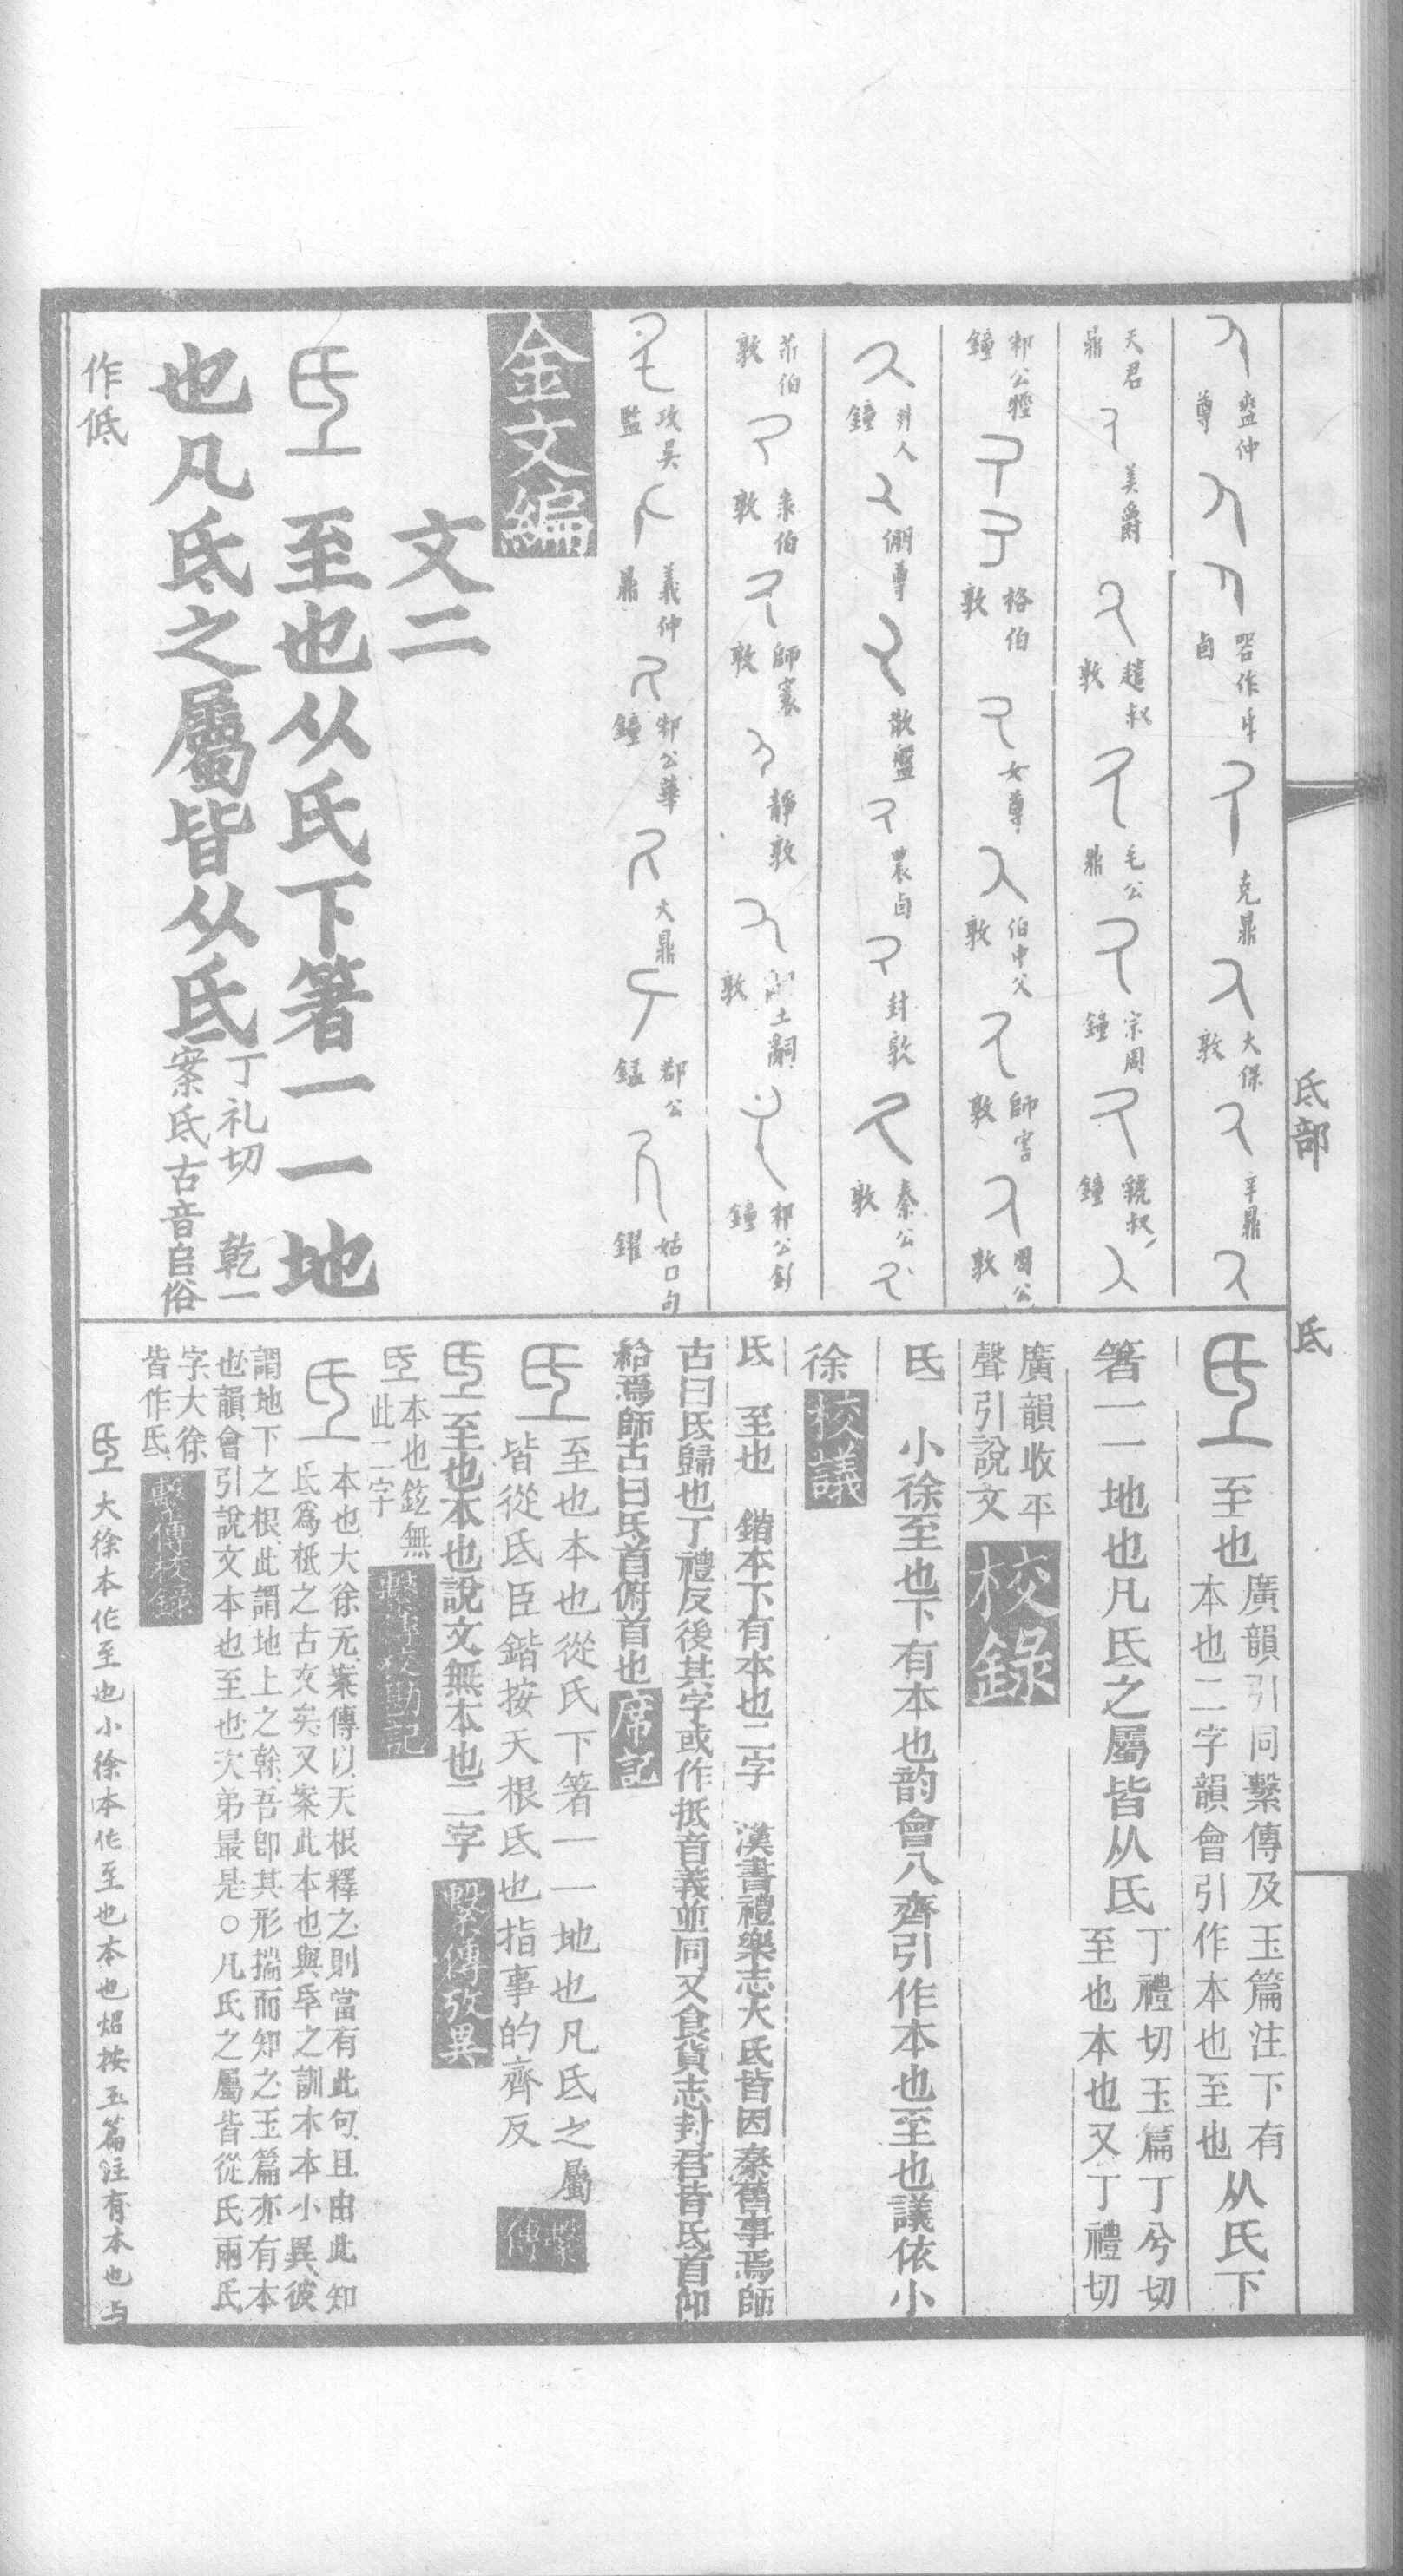 盠仲尊
㗬作氒卣
克鼎
大保敦
辛鼎
天君鼎
美爵
趞叔敦
毛公鼎
宗周鐘
虢叔鐘
邾公牼鐘
格伯敦
女尊
伯中父敦
師害敦
周公敦
井人鐘
倗尊
散盤
農卣
封敦
秦公敦
伯敦
彔伯敦
師㝨敦
靜敦
土嗣敦
邾公釛鐘
攻吴監
義仲鼎
邾公華鐘
大鼎
鄀公鋘
姑口句鑃
金文編
文二
氐 至也从氏下箸一一地
也凡氐之屬皆从氐丁礼切
乾一案氐古音自俗
作低
氐 至也廣韻引同繫傳及玉篇注下有本也二字韻會引作本也至也从氏下
箸一一地也凡氐之屬皆从氐丁禮切玉篇丁兮切至也本也又丁禮切
廣韻收平聲引說文校錄
氐 小徐至也下有本也韵會八齊引作本也至也議依小
徐校議
氐 至也 鍇本下有本也二字 漢書禮樂志大氐皆因秦舊事焉師
古曰氐歸也丁禮反後其字或作抵音義並同又食貨志封君皆氐首仰
給焉師古曰氐首俯首也席記
氐至也本也從氏下箸一一地也凡氐之屬
皆從氐臣鍇按天根氐也指事的齊反繫傳
氐至也本也說文無本也二字繫傳攷異
氐本也鉉無此二字繫傳校勘記
氐本也大徐无案傳以天根釋之則當有此句且由此知
氐爲柢之古文矣又案此本也與氒之訓木本小異彼
謂地下之根此謂地上之榦吾卽其形揣而知之玉篇亦有本
也韻會引說文本也至也次弟最是○凡氏之屬皆從氏兩氏
字大徐皆作氐繫傳校錄
氐大徐本作至也小徐本作至也本也炤按玉篇注有本也与
氐部
氐